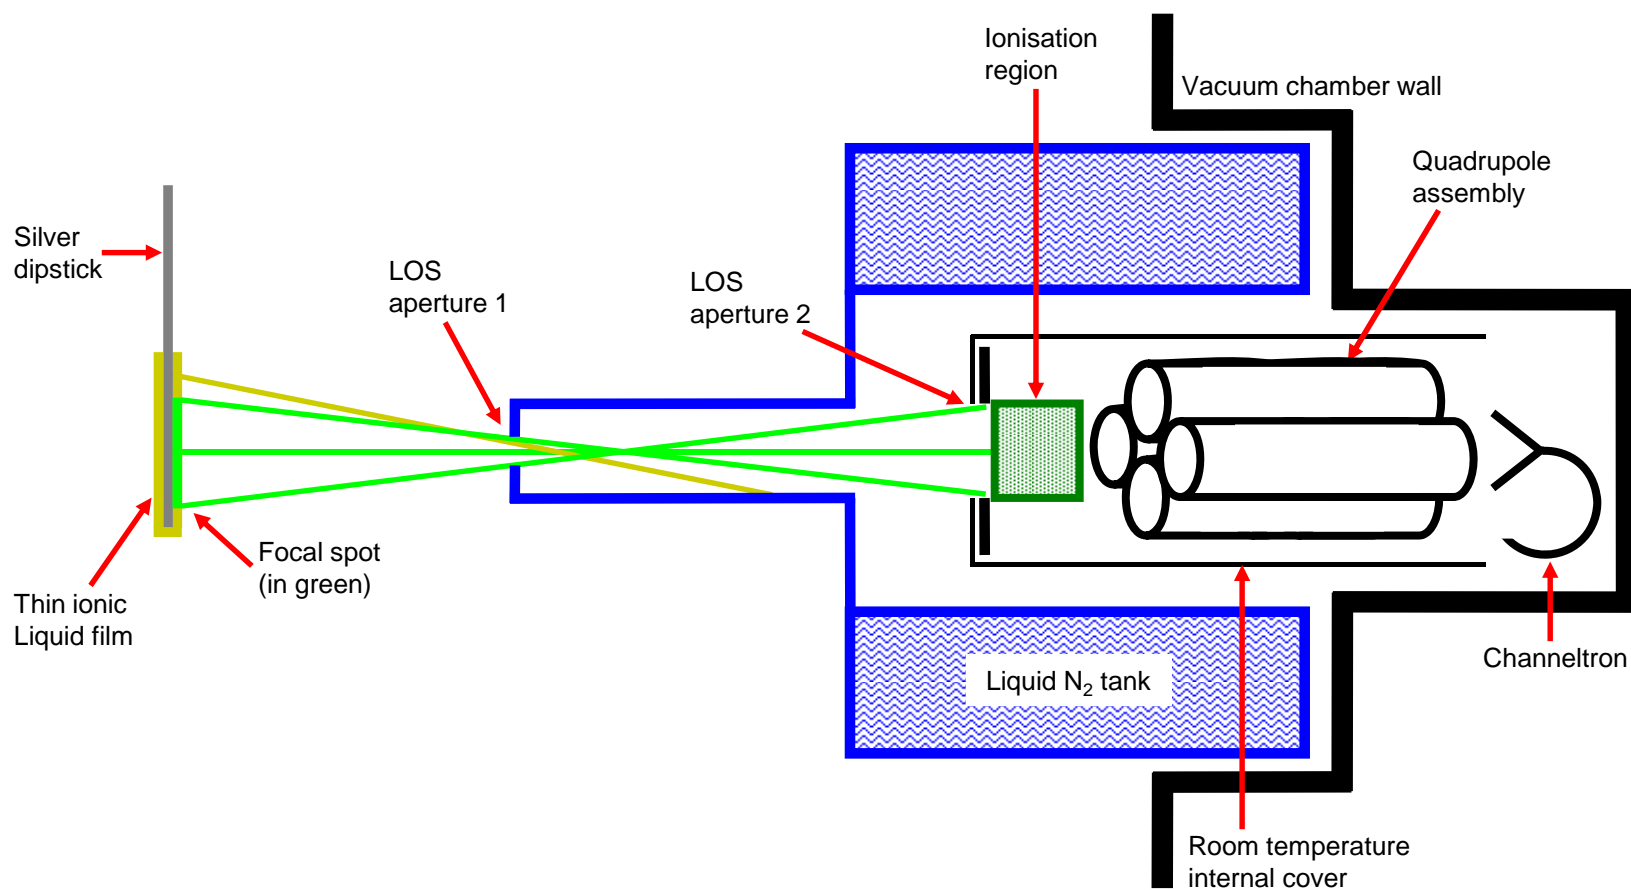 Ionisation
region
Vacuum chamber wall
Quadrupole
assembly
Silver
dipstick
LOS
aperture 1
LOS
aperture 2
Focal spot
(in green)
Thin ionic
Liquid film
Liquid N₂ tank
Channeltron
Room temperature
internal cover